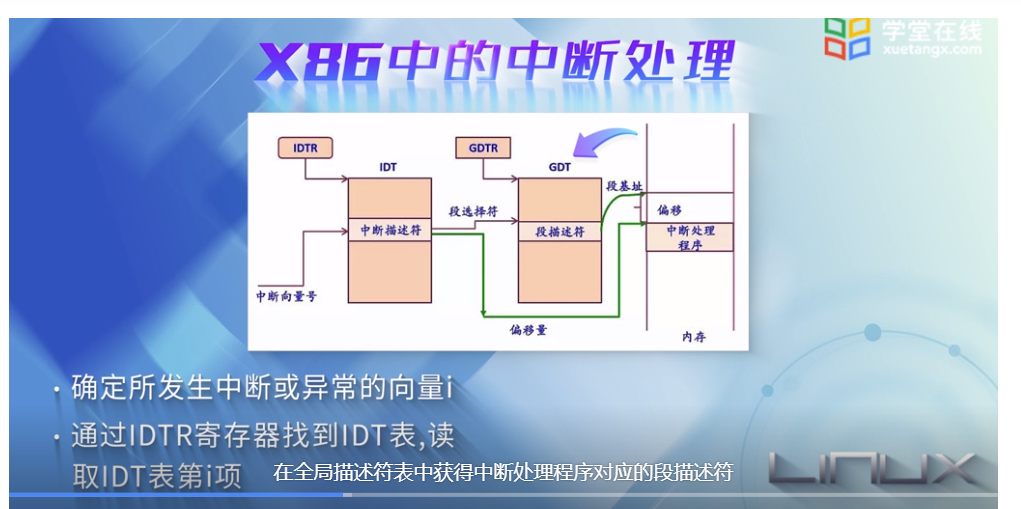 学堂在线
xuetangx.com
X86中的中断处理
IDTR
GDTR
IDT
GDT
段基址
段选择符
偏移
中断描述符
段描述符
中断处理
程序
中断向量号
偏移量
内存
· 确定所发生中断或异常的向量i
· 通过IDTR寄存器找到IDT表,读
取IDT表第i项
在全局描述符表中获得中断处理程序对应的段描述符
LINUX